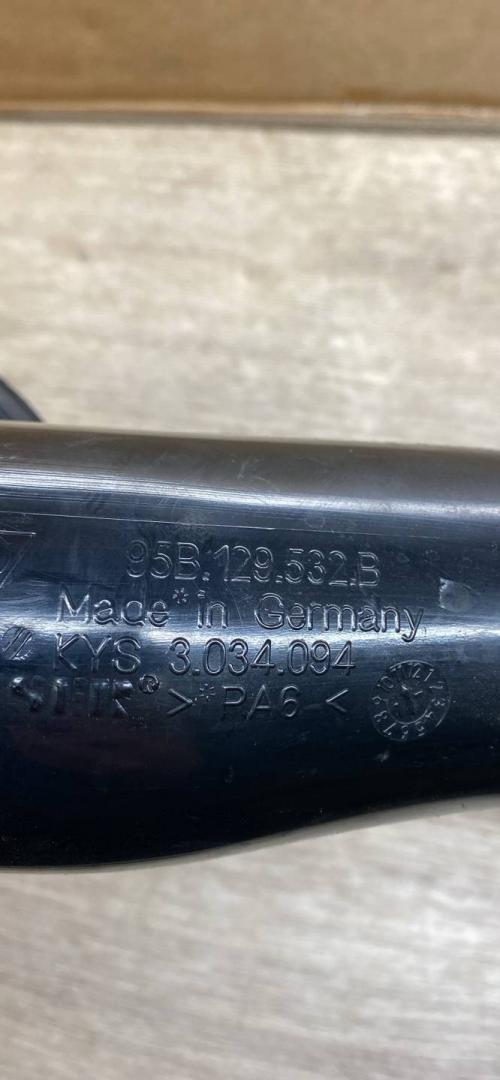 95B.129.532.B
Made in Germany
KYS 3.034.094
> PA6 <